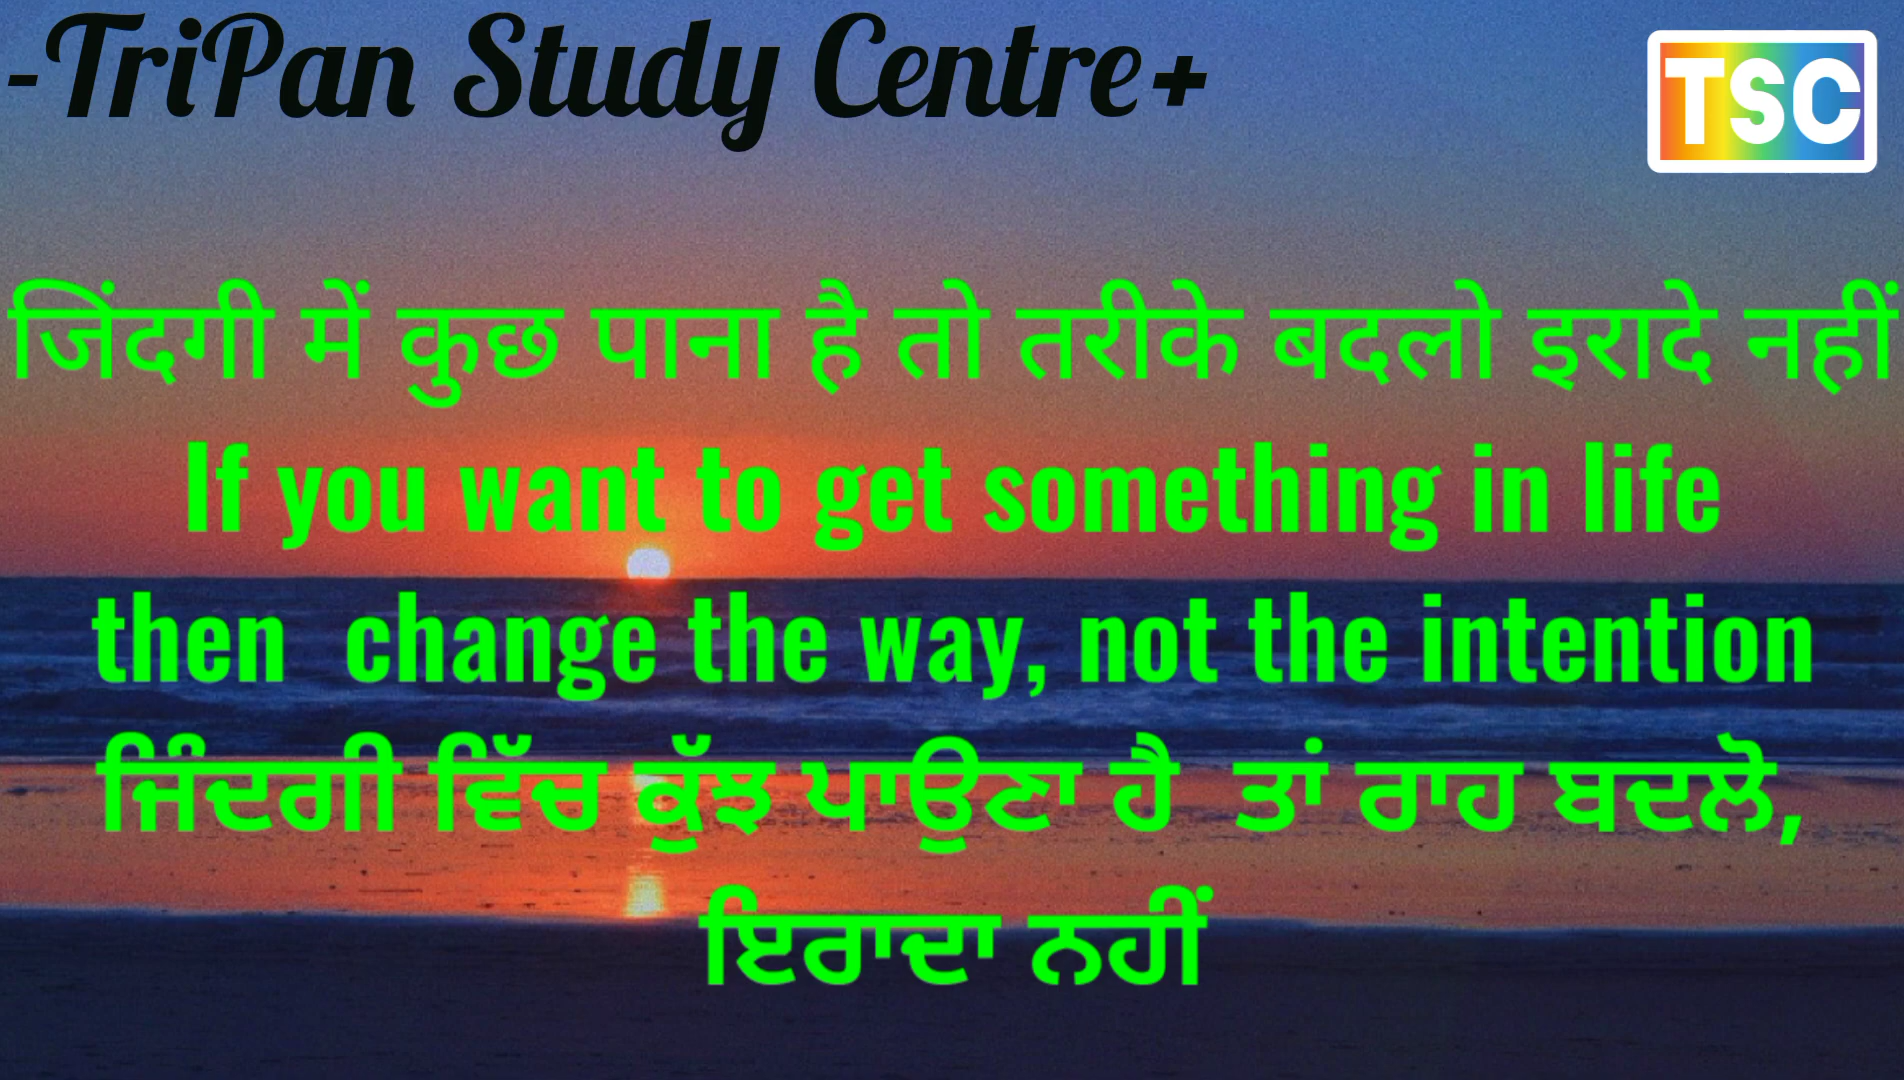 -TriPan Study Centre+
TSC
जिंदगी में कुछ पाना है तो तरीके बदलो इरादे नहीं
If you want to get something in life
then  change the way, not the intention
ਜਿੰਦਗੀ ਵਿੱਚ ਕੁੱਝ ਪਾਉਣਾ ਹੈ  ਤਾਂ ਰਾਹ ਬਦਲੋ,
ਇਰਾਦਾ ਨਹੀਂ